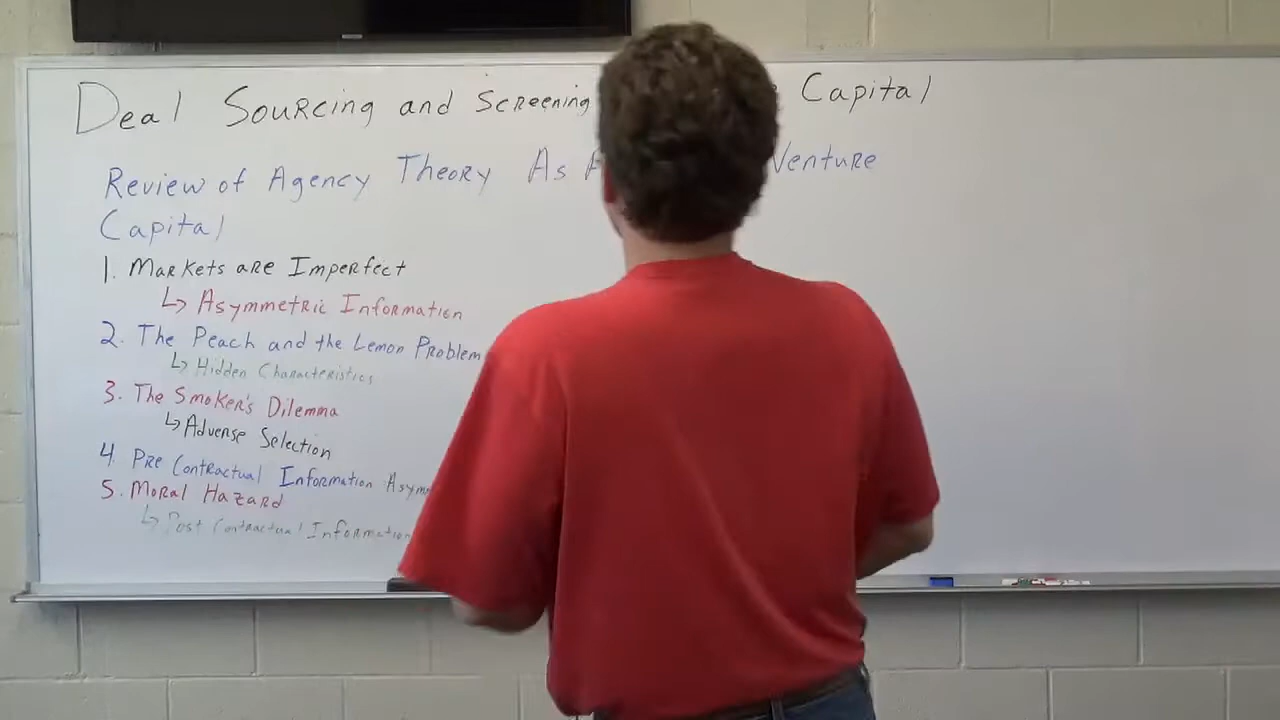 Deal Sourcing and Screening Capital
Review of Agency Theory As Venture
Capital
1. Markets are Imperfect
↳ Asymmetric Information
2. The Peach and the Lemon Problem
↳ Hidden Characteristics
3. The Smoker's Dilemma
↳ Adverse Selection
4 Pre Contractual Information Asym
5. Moral Hazard
↳ Post Contractual Information